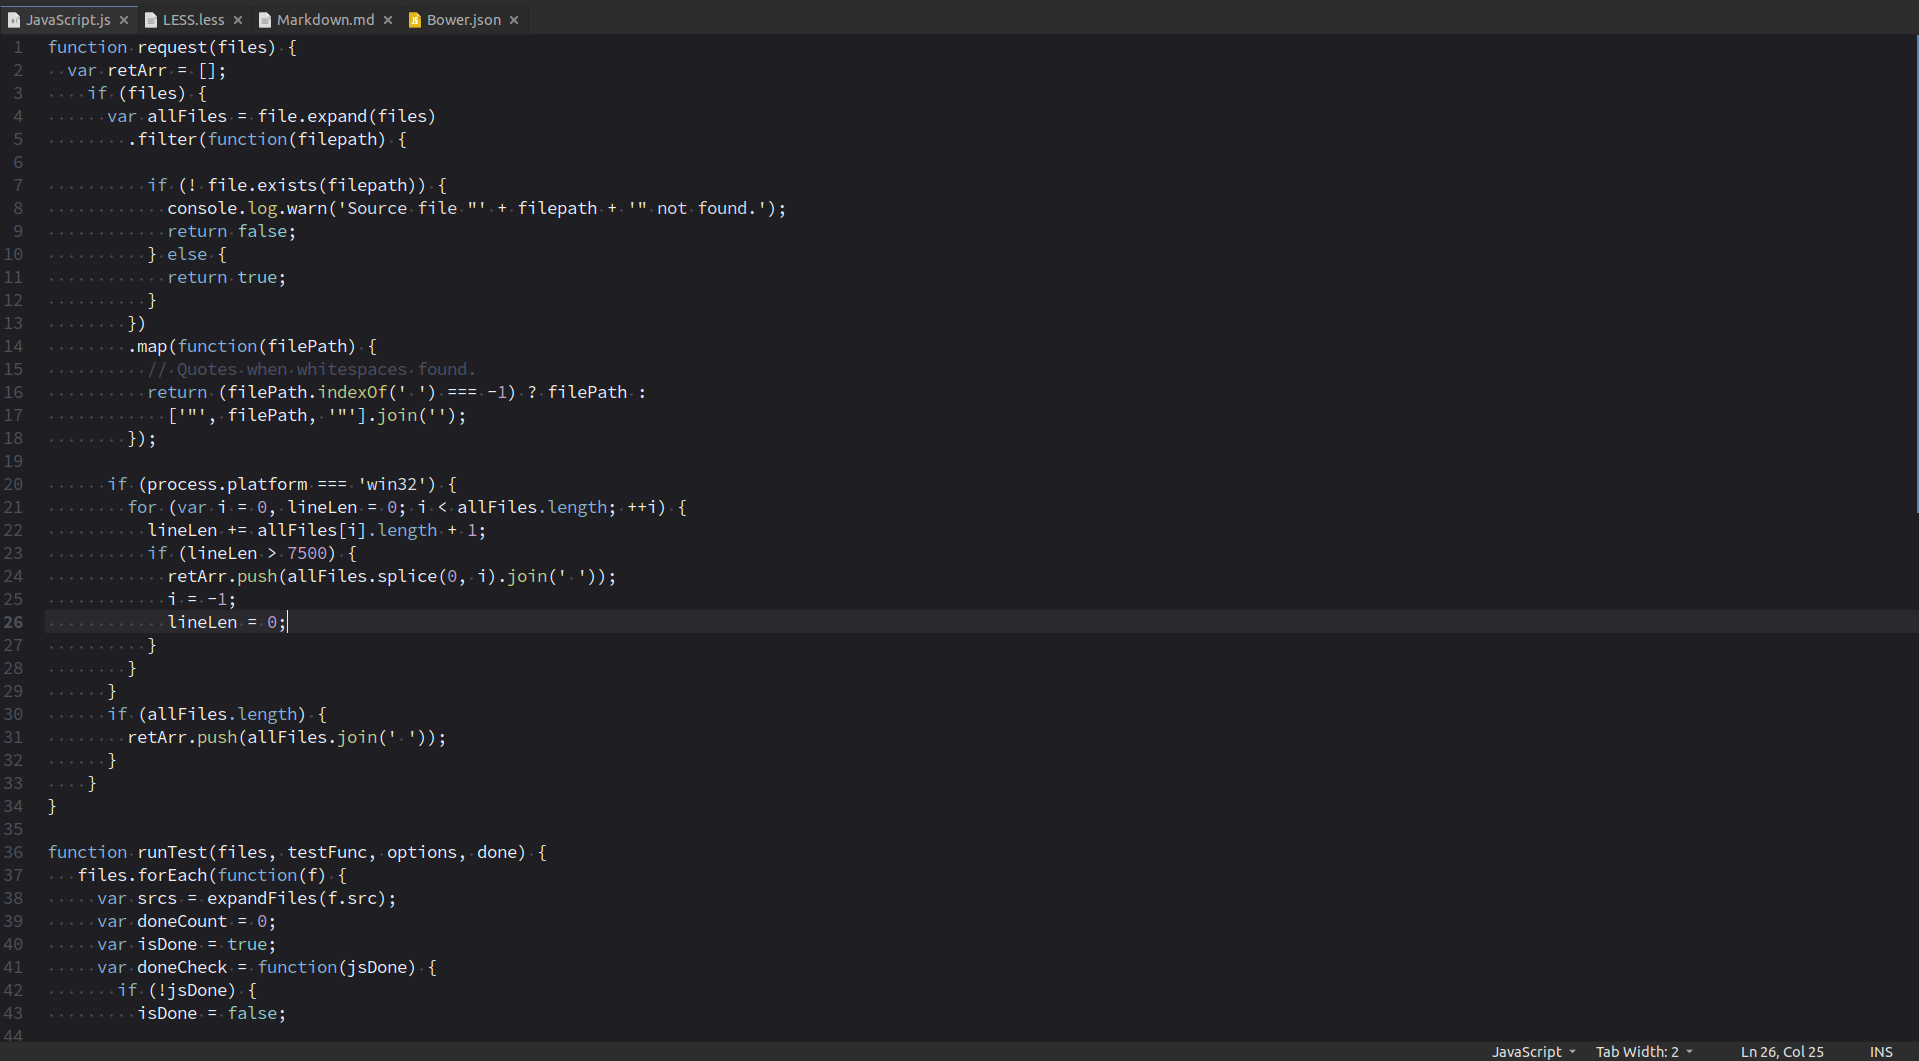 JavaScript.js × LESS.less × Markdown.md × Bower.json ×
1 function request(files) {
2   var retArr = [];
3     if (files) {
4       var allFiles = file.expand(files)
5         .filter(function(filepath) {
6
7           if (! file.exists(filepath)) {
8             console.log.warn('Source file "' + filepath + '" not found.');
9             return false;
10           } else {
11             return true;
12           }
13         })
14         .map(function(filePath) {
15           // Quotes when whitespaces found.
16           return (filePath.indexOf(' ') === -1) ? filePath :
17             ['"', filePath, '"'].join('');
18         });
19
20       if (process.platform === 'win32') {
21         for (var i = 0, lineLen = 0; i < allFiles.length; ++i) {
22           lineLen += allFiles[i].length + 1;
23           if (lineLen > 7500) {
24             retArr.push(allFiles.splice(0, i).join(' '));
25             i = -1;
26             lineLen = 0;
27           }
28         }
29       }
30       if (allFiles.length) {
31         retArr.push(allFiles.join(' '));
32       }
33     }
34 }
35
36 function runTest(files, testFunc, options, done) {
37    files.forEach(function(f) {
38      var srcs = expandFiles(f.src);
39      var doneCount = 0;
40      var isDone = true;
41      var doneCheck = function(jsDone) {
42        if (!jsDone) {
43          isDone = false;
44
JavaScript Tab Width: 2 Ln 26, Col 25 INS